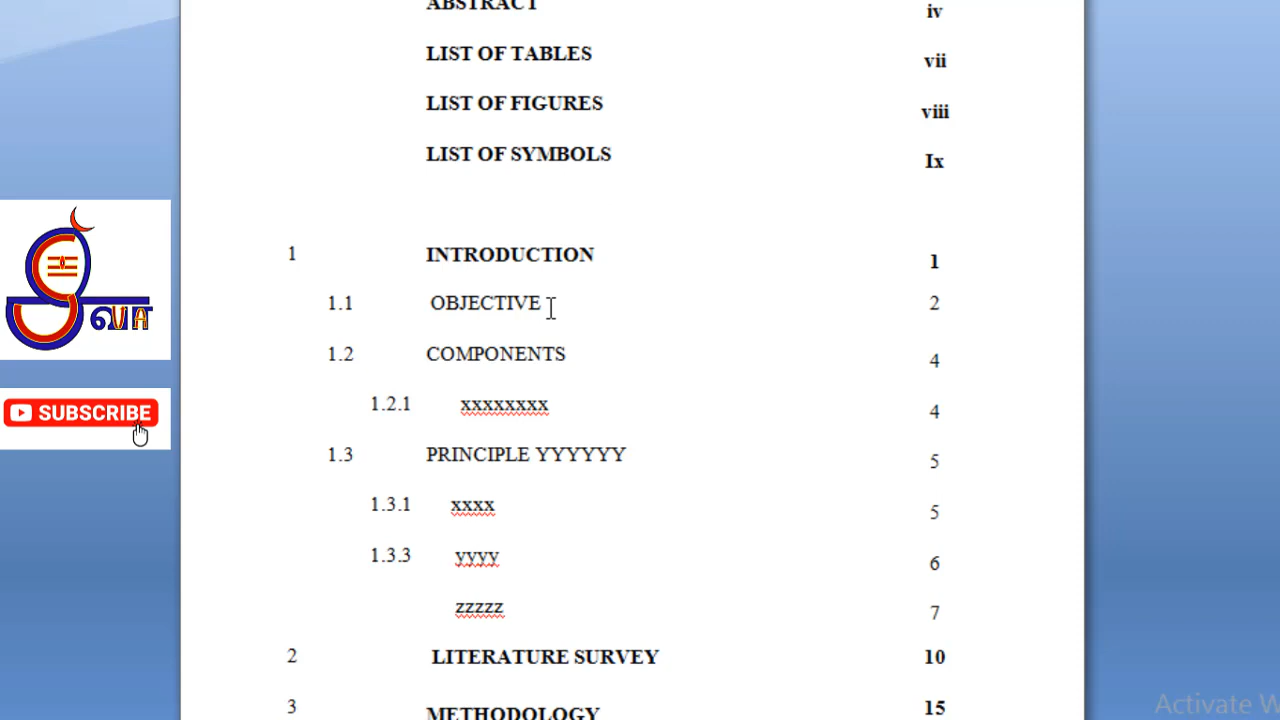 ABSTRACT iv
LIST OF TABLES vii
LIST OF FIGURES viii
LIST OF SYMBOLS Ix
1 INTRODUCTION 1
1.1 OBJECTIVE 2
1.2 COMPONENTS 4
1.2.1 xxxxxxxx 4
1.3 PRINCIPLE YYYYYY 5
1.3.1 xxxx 5
1.3.3 yyyy 6
zzzzz 7
2 LITERATURE SURVEY 10
3 METHODOLOGY 15
வா
UA
SUBSCRIBE
Activate W